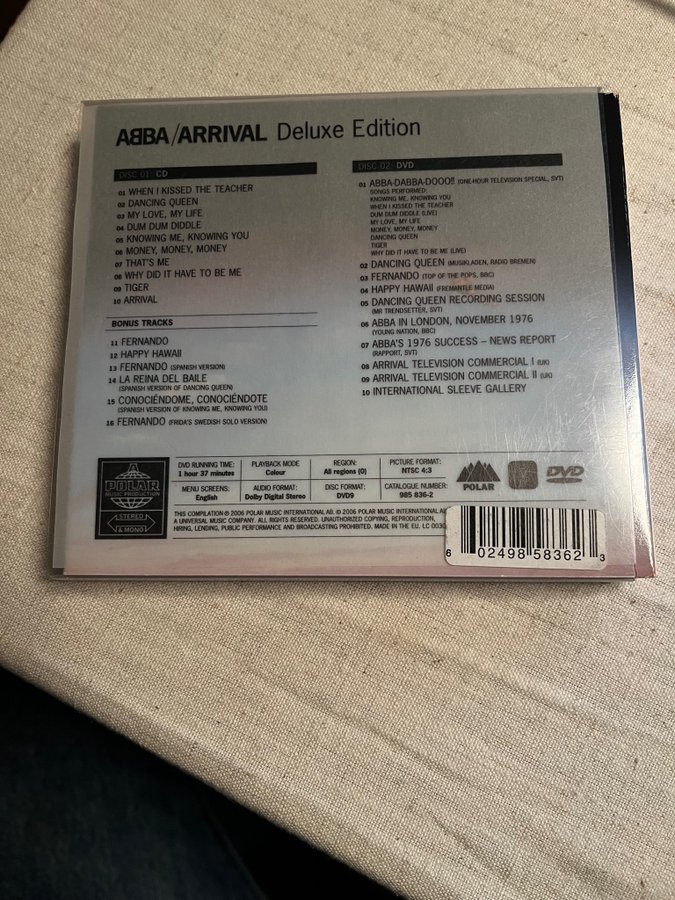 ABBA/ARRIVAL Deluxe Edition
DISC 01: CD
01 WHEN I KISSED THE TEACHER
02 DANCING QUEEN
03 MY LOVE, MY LIFE
04 DUM DUM DIDDLE
05 KNOWING ME, KNOWING YOU
06 MONEY, MONEY, MONEY
07 THAT'S ME
08 WHY DID IT HAVE TO BE ME
09 TIGER
10 ARRIVAL
BONUS TRACKS
11 FERNANDO
12 HAPPY HAWAII
13 FERNANDO (SPANISH VERSION)
14 LA REINA DEL BAILE
(SPANISH VERSION OF DANCING QUEEN)
15 CONOCIÉNDOME, CONOCIÉNDOTE
(SPANISH VERSION OF KNOWING ME, KNOWING YOU)
16 FERNANDO (FRIDA'S SWEDISH SOLO VERSION)
DISC 02: DVD
01 ABBA-DABBA-DOOO!! (ONE-HOUR TELEVISION SPECIAL, SVT)
SONGS PERFORMED:
KNOWING ME, KNOWING YOU
WHEN I KISSED THE TEACHER
DUM DUM DIDDLE (LIVE)
MY LOVE, MY LIFE
MONEY, MONEY, MONEY
DANCING QUEEN
TIGER
WHY DID IT HAVE TO BE ME (LIVE)
02 DANCING QUEEN (MUSIKLADEN, RADIO BREMEN)
03 FERNANDO (TOP OF THE POPS, BBC)
04 HAPPY HAWAII (FREMANTLE MEDIA)
05 DANCING QUEEN RECORDING SESSION
(MR TRENDSETTER, SVT)
06 ABBA IN LONDON, NOVEMBER 1976
(YOUNG NATION, BBC)
07 ABBA'S 1976 SUCCESS – NEWS REPORT
(RAPPORT, SVT)
08 ARRIVAL TELEVISION COMMERCIAL I (UK)
09 ARRIVAL TELEVISION COMMERCIAL II (UK)
10 INTERNATIONAL SLEEVE GALLERY
A POLAR
MUSIC PRODUCTION
STEREO
& MONO
DVD RUNNING TIME:
1 hour 37 minutes
PLAYBACK MODE
Colour
REGION:
All regions (0)
PICTURE FORMAT:
NTSC 4:3
MENU SCREENS:
English
AUDIO FORMAT:
Dolby Digital Stereo
DISC FORMAT:
DVD9
CATALOGUE NUMBER:
985 836-2
POLAR
DVD
THIS COMPILATION ℗ 2006 POLAR MUSIC INTERNATIONAL AB. © 2006 POLAR MUSIC INTERNATIONAL AB,
A UNIVERSAL MUSIC COMPANY. ALL RIGHTS RESERVED. UNAUTHORIZED COPYING, REPRODUCTION,
HIRING, LENDING, PUBLIC PERFORMANCE AND BROADCASTING PROHIBITED. MADE IN THE EU. LC
6 02498 58362 3